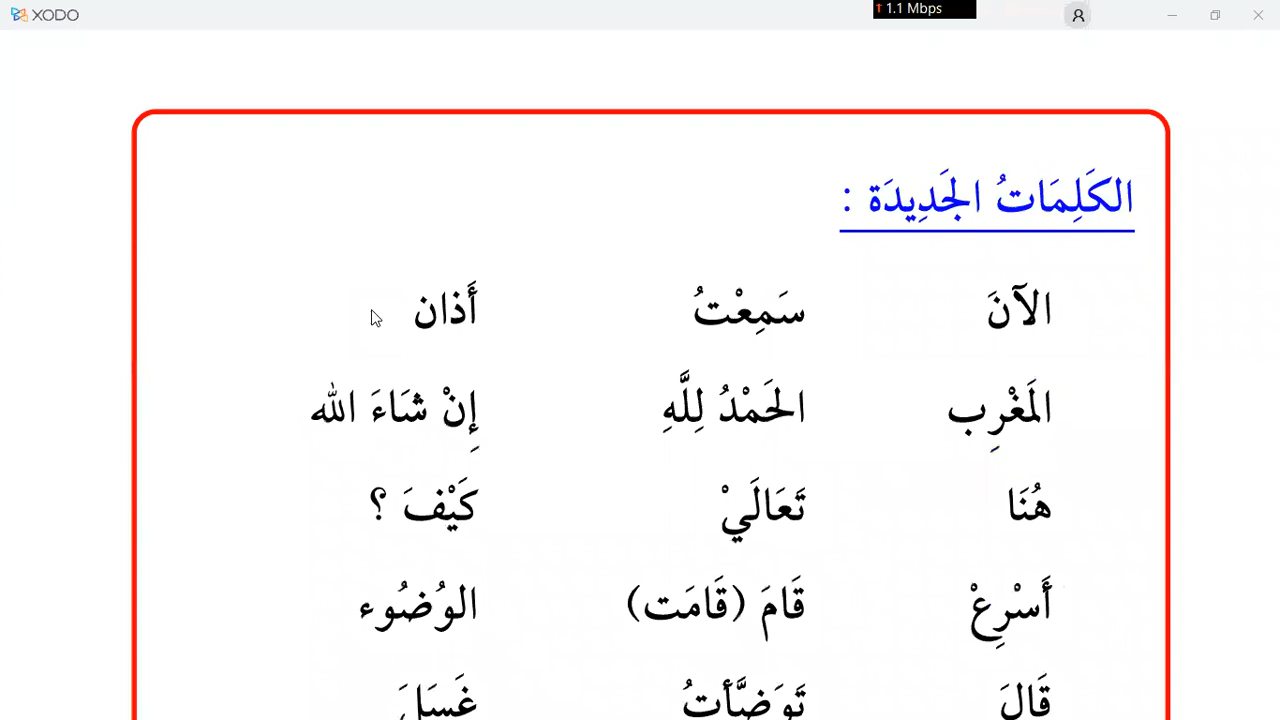 XODO
↑ 1.1 Mbps
الكَلِمَاتُ الجَدِيدَة :
الآنَ سَمِعْتُ أَذان
المَغْرِب الحَمْدُ لِلَّهِ إِنْ شَاءَ الله
هُنَا تَعَالَيْ كَيْفَ ؟
أَسْرِعْ قَامَ (قَامَت) الوُضُوء
قَالَ تَوَضَّأتُ غَسَلَ